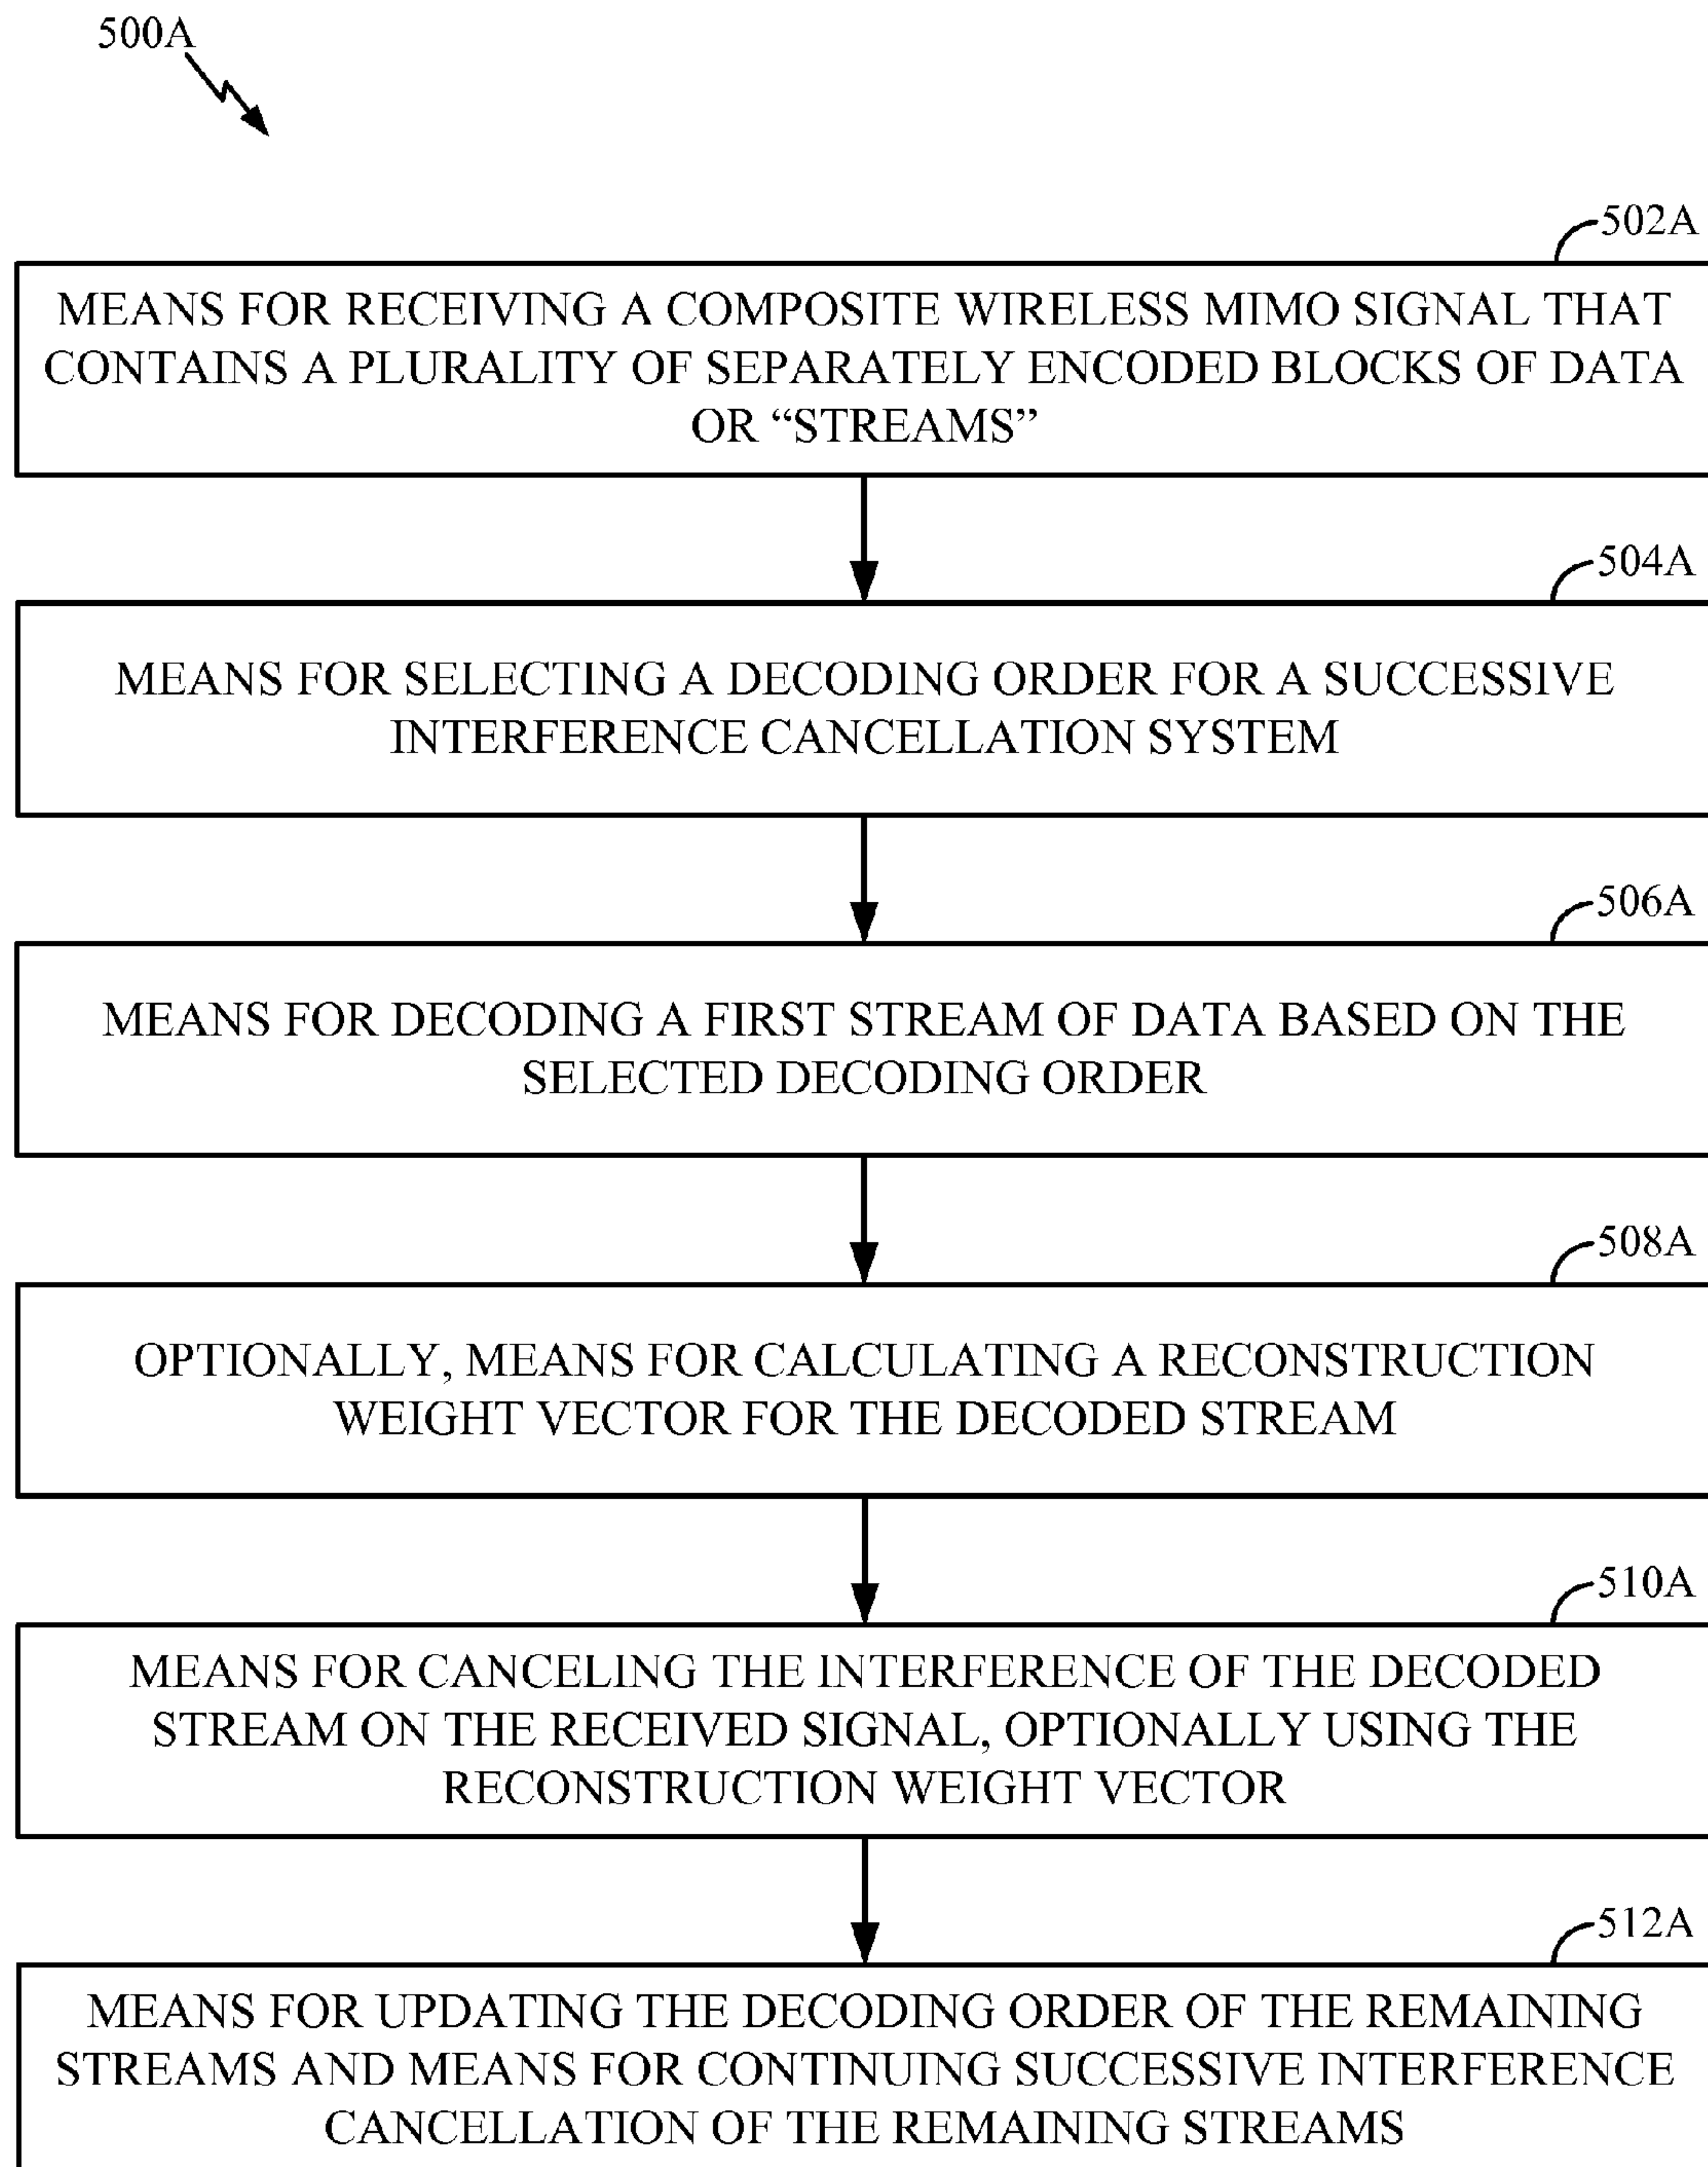 500A
502A
MEANS FOR RECEIVING A COMPOSITE WIRELESS MIMO SIGNAL THAT
CONTAINS A PLURALITY OF SEPARATELY ENCODED BLOCKS OF DATA
OR “STREAMS”
504A
MEANS FOR SELECTING A DECODING ORDER FOR A SUCCESSIVE
INTERFERENCE CANCELLATION SYSTEM
506A
MEANS FOR DECODING A FIRST STREAM OF DATA BASED ON THE
SELECTED DECODING ORDER
508A
OPTIONALLY, MEANS FOR CALCULATING A RECONSTRUCTION
WEIGHT VECTOR FOR THE DECODED STREAM
510A
MEANS FOR CANCELING THE INTERFERENCE OF THE DECODED
STREAM ON THE RECEIVED SIGNAL, OPTIONALLY USING THE
RECONSTRUCTION WEIGHT VECTOR
512A
MEANS FOR UPDATING THE DECODING ORDER OF THE REMAINING
STREAMS AND MEANS FOR CONTINUING SUCCESSIVE INTERFERENCE
CANCELLATION OF THE REMAINING STREAMS